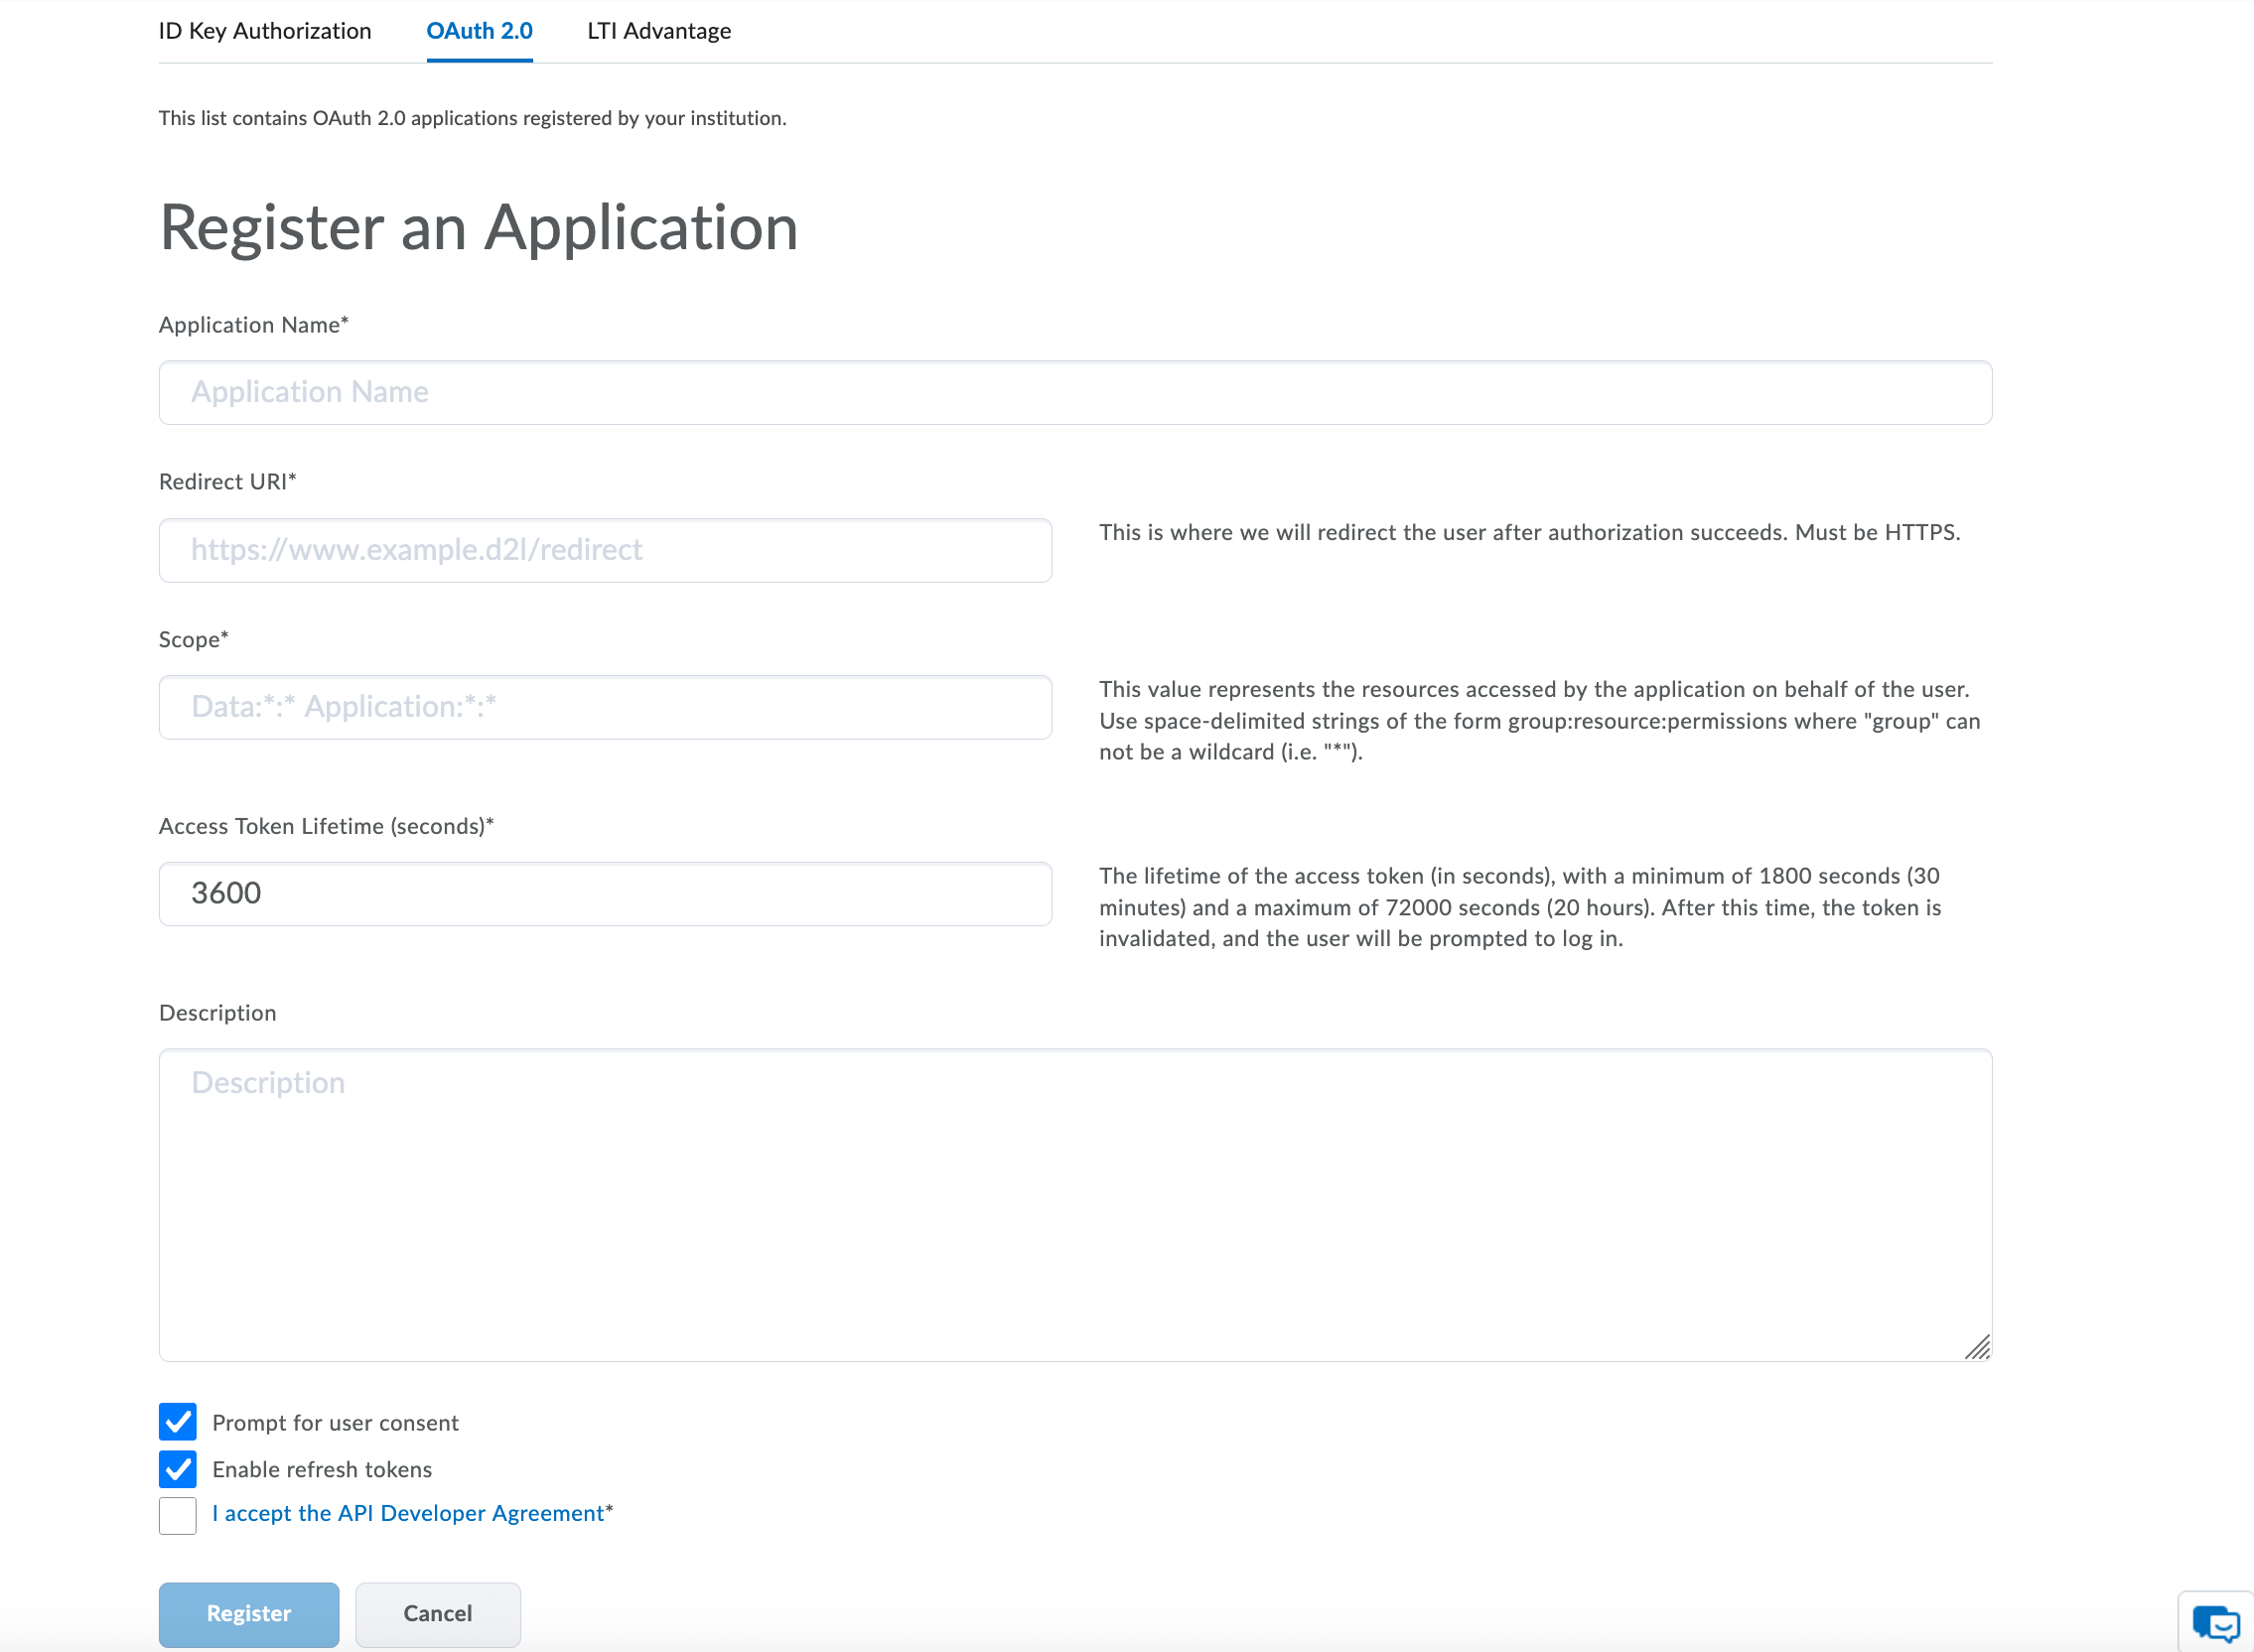 ID Key Authorization OAuth 2.0 LTI Advantage
This list contains OAuth 2.0 applications registered by your institution.
Register an Application
Application Name*
Application Name
Redirect URI*
https://www.example.d2l/redirect
This is where we will redirect the user after authorization succeeds. Must be HTTPS.
Scope*
Data:*:* Application:*:*
This value represents the resources accessed by the application on behalf of the user.
Use space-delimited strings of the form group:resource:permissions where "group" can
not be a wildcard (i.e. "*").
Access Token Lifetime (seconds)*
3600
The lifetime of the access token (in seconds), with a minimum of 1800 seconds (30
minutes) and a maximum of 72000 seconds (20 hours). After this time, the token is
invalidated, and the user will be prompted to log in.
Description
Description
Prompt for user consent
Enable refresh tokens
I accept the API Developer Agreement*
Register Cancel